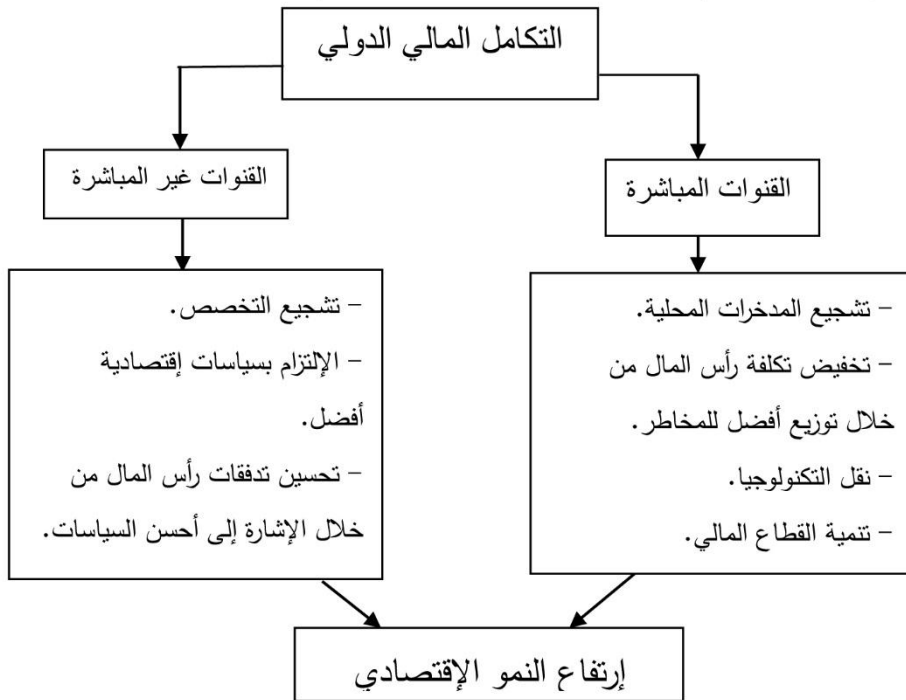 التكامل المالي الدولي
القنوات المباشرة
القنوات غير المباشرة
– تشجيع المدخرات المحلية.
– تخفيض تكلفة رأس المال من
خلال توزيع أفضل للمخاطر.
– نقل التكنولوجيا.
– تنمية القطاع المالي.
– تشجيع التخصص.
– الإلتزام بسياسات إقتصادية
أفضل.
– تحسين تدفقات رأس المال من
خلال الإشارة إلى أحسن السياسات.
إرتفاع النمو الإقتصادي